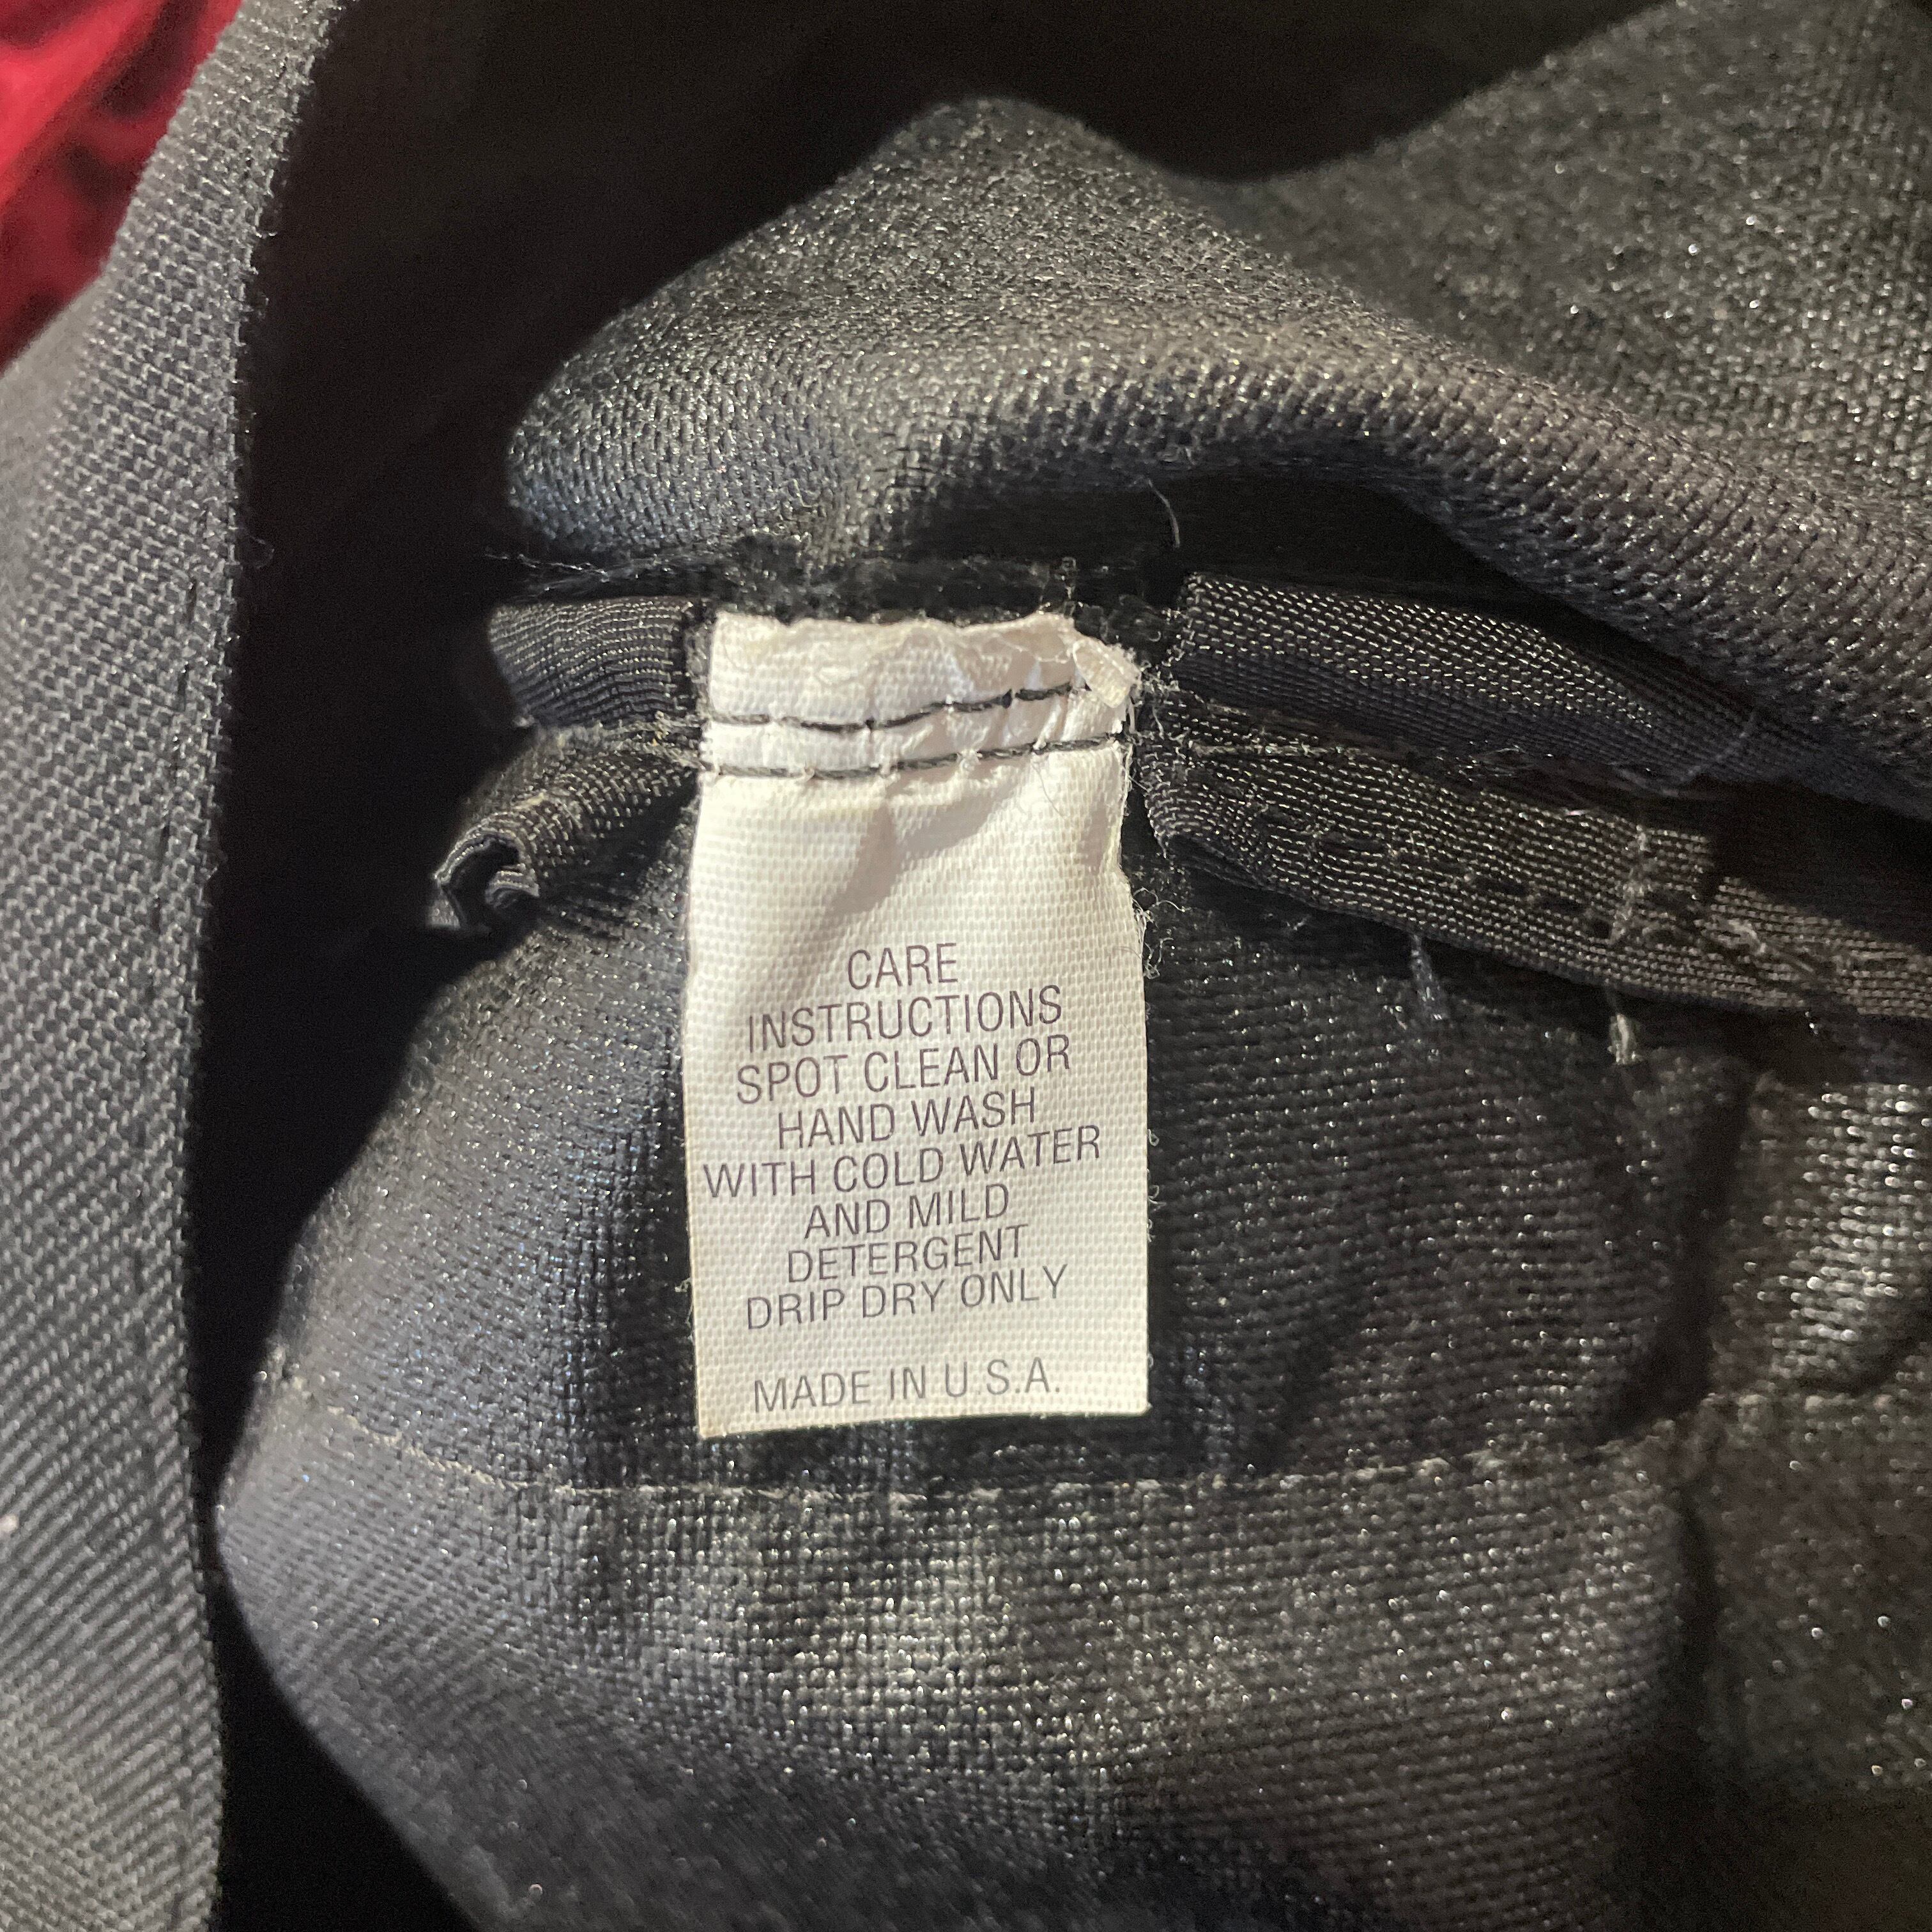 CARE
INSTRUCTIONS
SPOT CLEAN OR
HAND WASH
WITH COLD WATER
AND MILD
DETERGENT
DRIP DRY ONLY
MADE IN U.S.A.